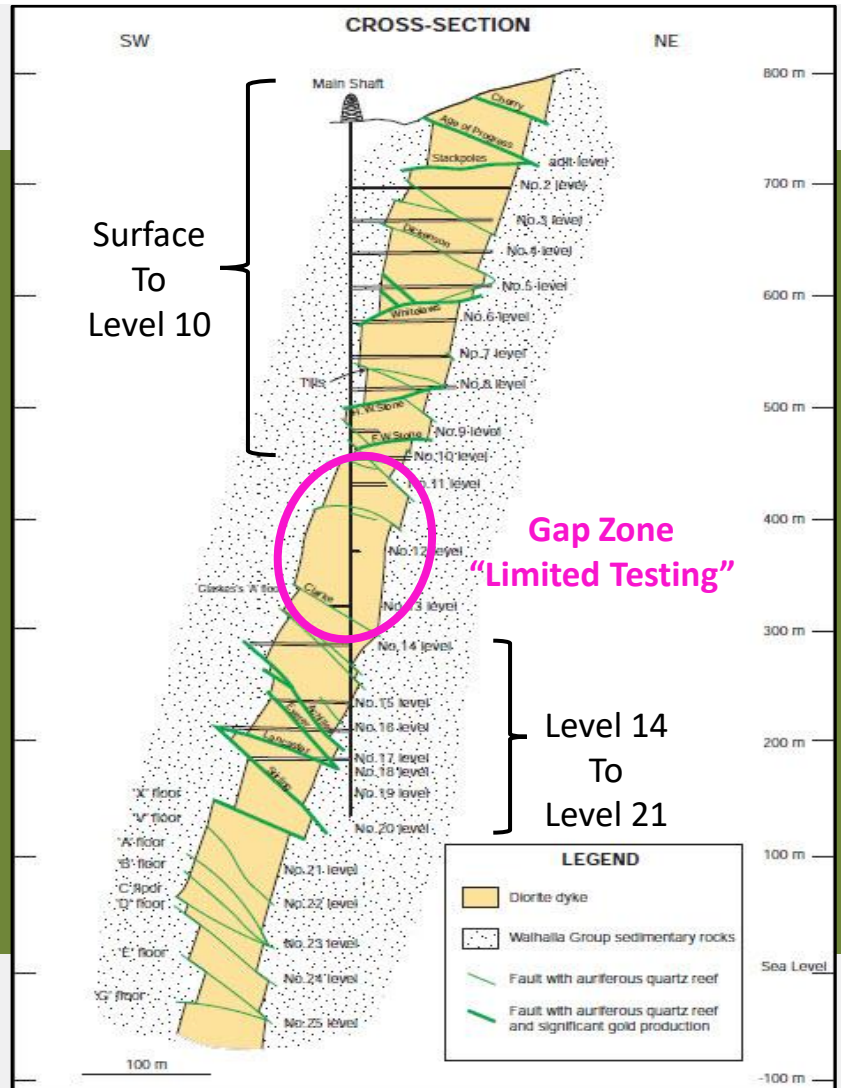 CROSS-SECTION
SW
NE
Main Shaft
800 m
Cherry
Age of Progress
Stackpoles
adit level
700 m
No.2 level
No.3 level
Dickenson
No.4 level
No.5 level
600 m
Whitelaws
No.6 level
No.7 level
Tills
No.8 level
500 m
H.W.Stone
F.W.Stone
No.9 level
No.10 level
No.11 level
Surface
To
Level 10
400 m
Gap Zone
“Limited Testing”
No.12 level
'A' floor
Clarke
No.13 level
300 m
No.14 level
No.15 level
No.16 level
Lancaster
200 m
No.17 level
No.18 level
No.19 level
No.20 level
Level 14
To
Level 21
'X' floor
'V' floor
'A' floor
'B' floor
'C' floor
'D' floor
'E' floor
'G' floor
100 m
No.21 level
No.22 level
No.23 level
No.24 level
No.25 level
LEGEND
Diorite dyke
Walhalla Group sedimentary rocks
Fault with auriferous quartz reef
Fault with auriferous quartz reef
and significant gold production
Sea Level
-100 m
100 m